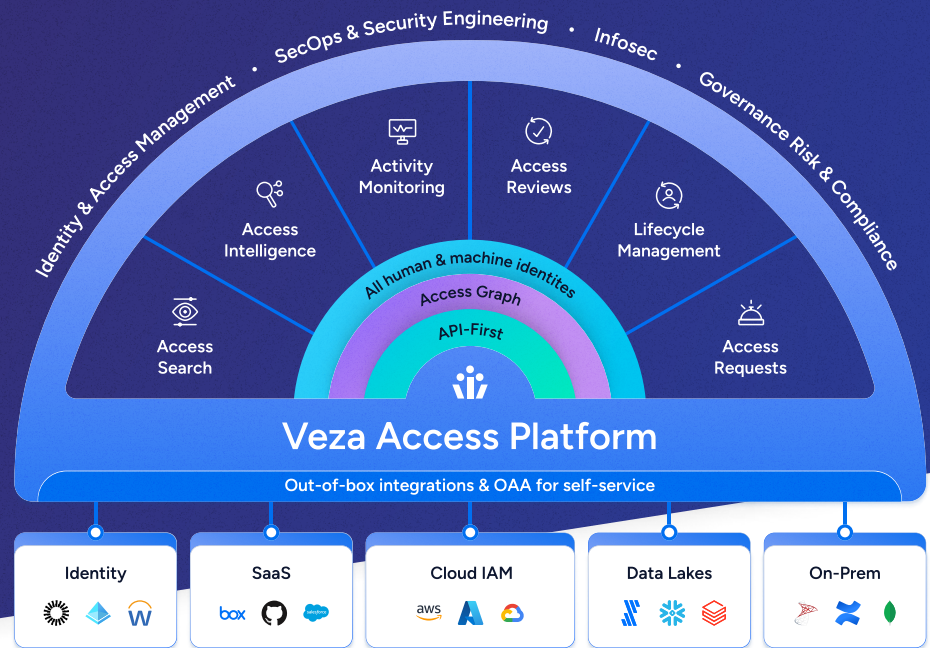 Identity & Access Management • SecOps & Security Engineering • Infosec • Governance Risk & Compliance
Activity
Monitoring
Access
Reviews
Access
Intelligence
Lifecycle
Management
Access
Search
Access
Requests
All human & machine identites
Access Graph
API-First
Veza Access Platform
Out-of-box integrations & OAA for self-service
Identity
SaaS
Cloud IAM
Data Lakes
On-Prem
box
salesforce
aws